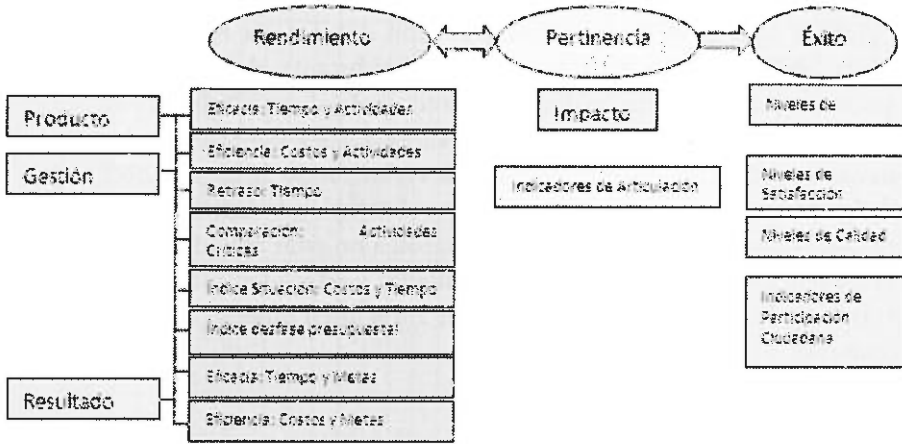 Rendimiento
Pertinencia
Éxito
Producto
Gestión
Resultado
Eficacia: Tiempo y Actividades
Eficiencia: Costos y Actividades
Retraso: Tiempo
Comparación: Actividades
Críticas
Índice Situación: Costos y Tiempo
Índice desfase presupuestal
Eficacia: Tiempo y Metas
Eficiencia: Costos y Metas
Impacto
Indicadores de Articulación
Niveles de
Niveles de
Satisfacción
Niveles de Calidad
Indicadores de
Participación
Ciudadana